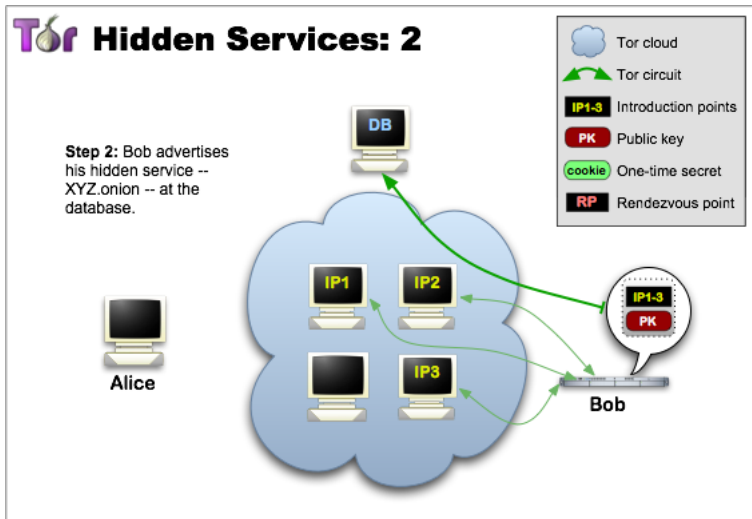 Tor Hidden Services: 2
Tor cloud
Tor circuit
IP1-3 Introduction points
PK Public key
cookie One-time secret
RP Rendezvous point
Step 2: Bob advertises
his hidden service --
XYZ.onion -- at the
database.
DB
IP1
IP2
IP3
IP1-3
PK
Alice
Bob